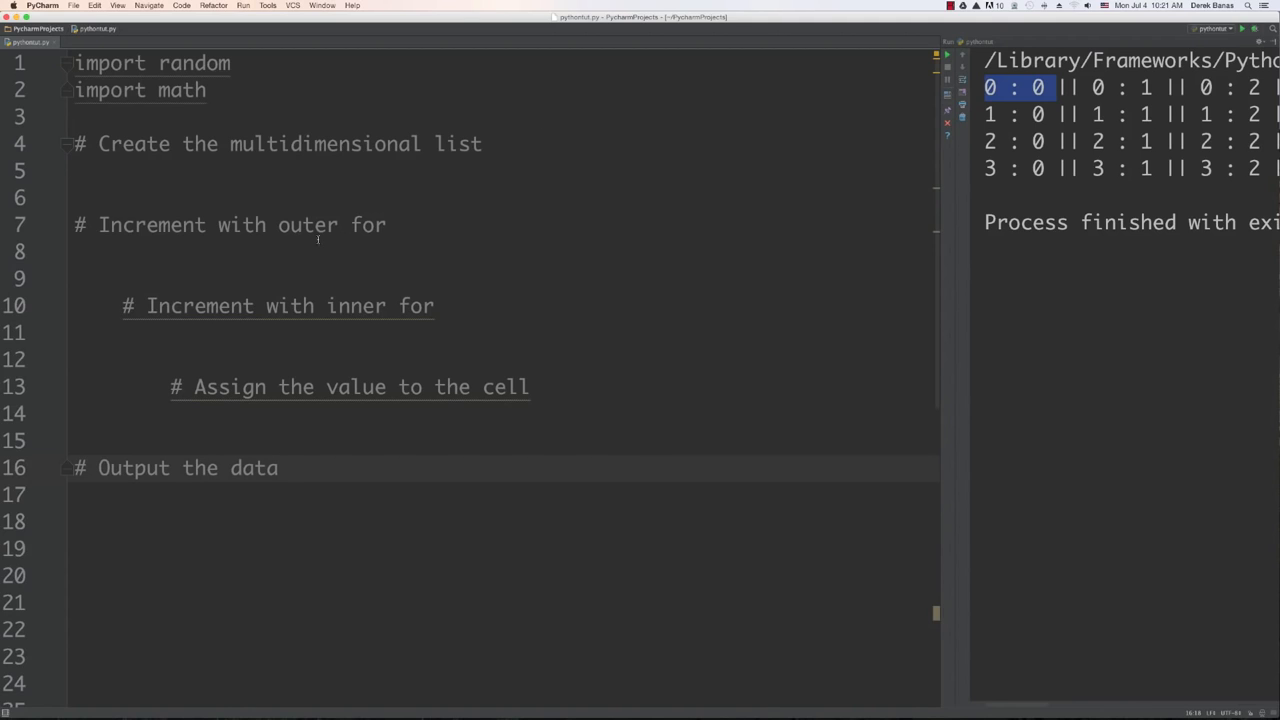 PyCharm File Edit View Navigate Code Refactor Run Tools VCS Window Help
10 Mon Jul 4 10:21 AM Derek Banas
pythontut.py - PycharmProjects - [~/PycharmProjects]
PycharmProjects pythontut.py
pythontut
pythontut.py
Run pythontut
1 import random
2 import math
3
4 # Create the multidimensional list
5
6
7 # Increment with outer for
8
9
10 # Increment with inner for
11
12
13 # Assign the value to the cell
14
15
16 # Output the data
17
18
19
20
21
22
23
24
/Library/Frameworks/Pytho
0 : 0 || 0 : 1 || 0 : 2 |
1 : 0 || 1 : 1 || 1 : 2 |
2 : 0 || 2 : 1 || 2 : 2 |
3 : 0 || 3 : 1 || 3 : 2 |
Process finished with exi
16:18 LF÷ UTF-8÷